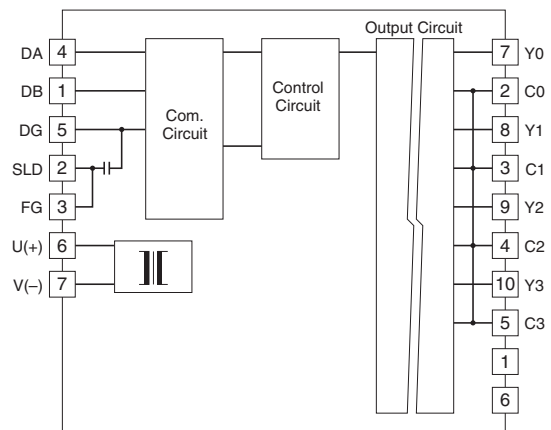 Output Circuit
DA 4
DB 1
DG 5
SLD 2
FG 3
U(+) 6
V(–) 7
Com.
Circuit
Control
Circuit
7 Y0
2 C0
8 Y1
3 C1
9 Y2
4 C2
10 Y3
5 C3
1
6